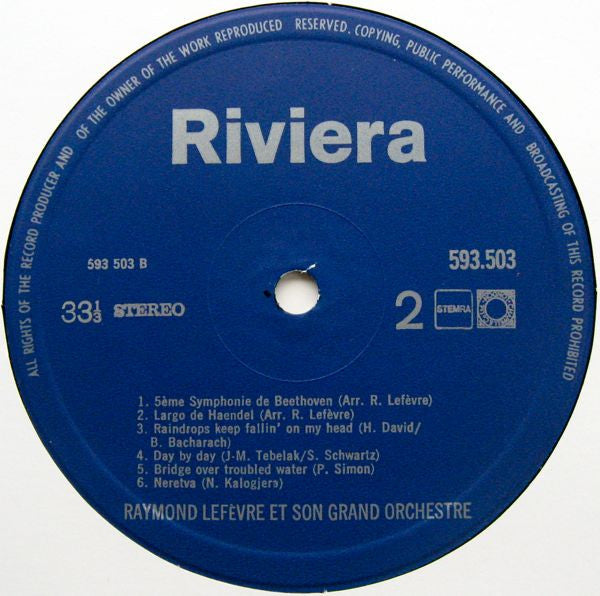 ALL RIGHTS OF THE RECORD PRODUCER AND OF THE OWNER OF THE WORK REPRODUCED RESERVED. COPYING, PUBLIC PERFORMANCE AND BROADCASTING OF THIS RECORD PROHIBITED
Riviera
593 503 B
593.503
33 1/3 STEREO
2 STEMRA
1. 5ème Symphonie de Beethoven (Arr. R. Lefèvre)
2. Largo de Haendel (Arr. R. Lefèvre)
3. Raindrops keep fallin' on my head (H. David/
B. Bacharach)
4. Day by day (J-M. Tebelak/S. Schwartz)
5. Bridge over troubled water (P. Simon)
6. Neretva (N. Kalogjera)
RAYMOND LEFÈVRE ET SON GRAND ORCHESTRE